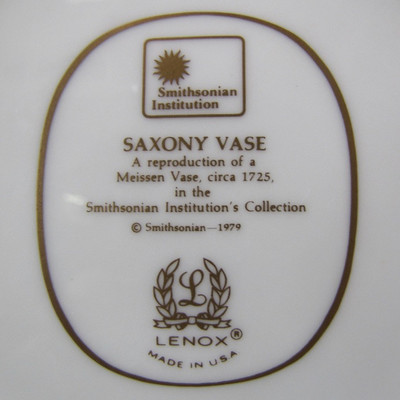 Smithsonian
Institution
SAXONY VASE
A reproduction of a
Meissen Vase, circa 1725,
in the
Smithsonian Institution's Collection
© Smithsonian—1979
L
LENOX®
MADE IN USA